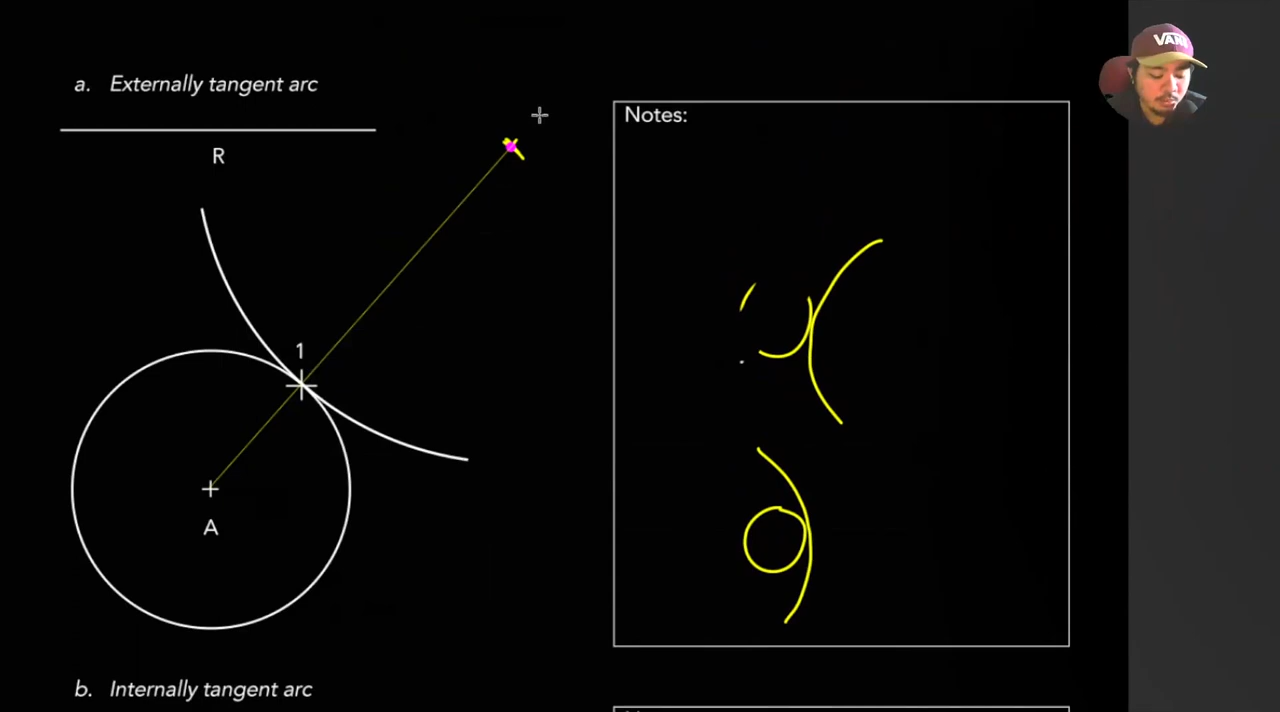 a. Externally tangent arc
R
1
A
b. Internally tangent arc
Notes:
VANS